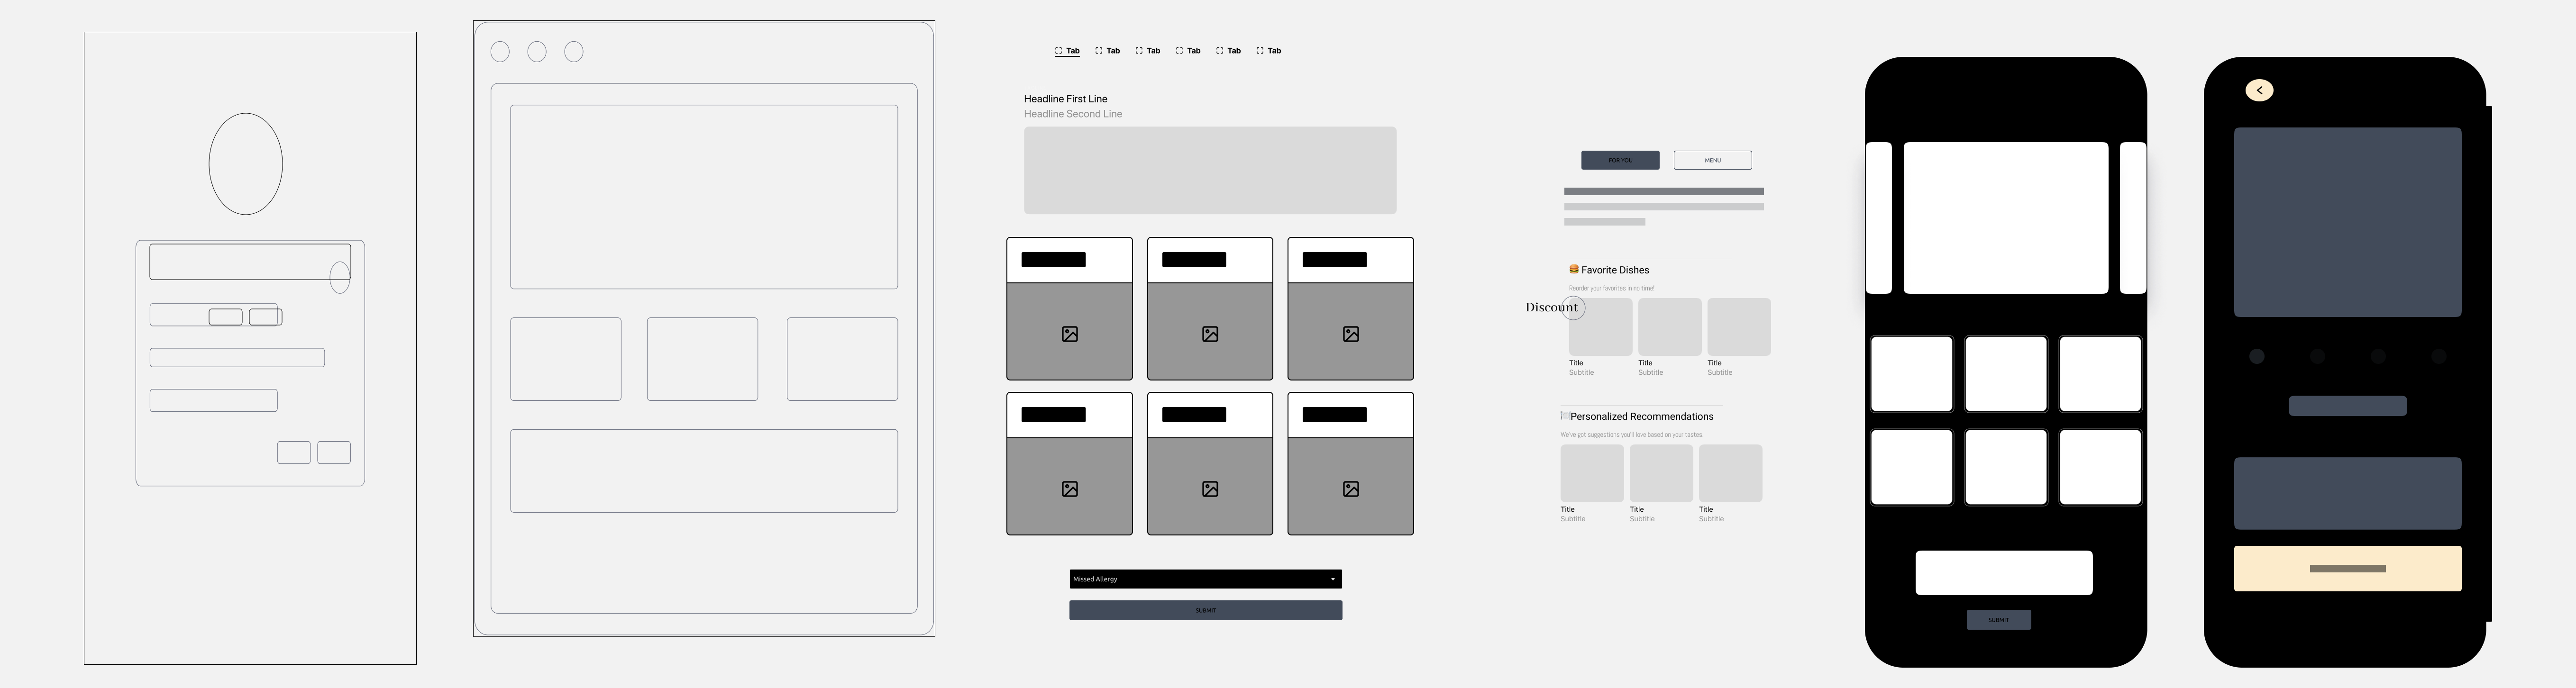 Tab Tab Tab Tab Tab Tab
Headline First Line
Headline Second Line
Missed Allergy
SUBMIT
FOR YOU MENU
🍔 Favorite Dishes
Reorder your favorites in no time!
Discount
Title Title Title
Subtitle Subtitle Subtitle
Personalized Recommendations
We've got suggestions you'll love based on your tastes.
Title Title Title
Subtitle Subtitle Subtitle
SUBMIT